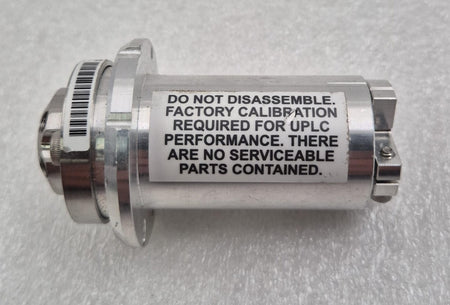 DO NOT DISASSEMBLE.
FACTORY CALIBRATION
REQUIRED FOR UPLC
PERFORMANCE. THERE
ARE NO SERVICEABLE
PARTS CONTAINED.